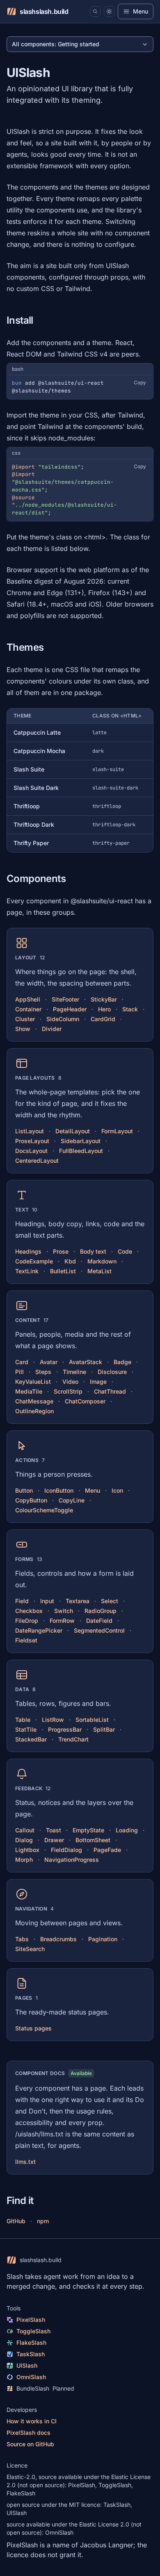 slashslash.build
Menu
All components: Getting started
UISlash
An opinionated UI library that is fully
integrated with its theming.
UISlash is strict on purpose. It fixes the look
and feel, so a site built with it, by people or by
agents, looks good every time. It is not an
extensible framework with every option.
The components and the themes are designed
together. Every theme remaps every palette
utility the components use, and the library's
browser tests hold it to that for each
component in each theme. Switching theme
restyles the whole site with no component
changes, so start with light configure.
The aim is a site built only from UISlash
components, configured through props, with
no custom CSS or Tailwind.
Install
Add the components and a theme. React,
React DOM and Tailwind CSS v4 are peers.
bash
Copy
bun add @slashsuite/ui-react
@slashsuite/themes
Import the theme in your CSS, after Tailwind,
and point Tailwind at the components' build,
since it skips node_modules:
css
Copy
@import "tailwindcss";
@import
"@slashsuite/themes/catppuccin-
mocha.css";
@source
"../node_modules/@slashsuite/ui-
react/dist";
Put the theme's class on <html>. The class for
each theme is listed below.
Browser support is the web platform as of the
Baseline digest of August 2026: current
Chrome and Edge (131+), Firefox (143+) and
Safari (18.4+, macOS and iOS). Older browsers
and polyfills are not supported.
Themes
Each theme is one CSS file that remaps the
components' colours under its own class, and
all of them are in one package.
THEME
CLASS ON <HTML>
Catppuccin Latte
latte
Catppuccin Mocha
dark
Slash Suite
slash-suite
Slash Suite Dark
slash-suite-dark
Thriftloop
thriftloop
Thriftloop Dark
thriftloop-dark
Thrifty Paper
thrifty-paper
Components
Every component in @slashsuite/ui-react has a
page, in these groups.
LAYOUT 12
Where things go on the page: the shell,
the width, the spacing between parts.
AppShell · SiteFooter · StickyBar ·
Container · PageHeader · Hero · Stack ·
Cluster · SideColumn · CardGrid ·
Show · Divider
PAGE LAYOUTS 8
The whole-page templates: pick the one
for the kind of page, and it fixes the
width and the rhythm.
ListLayout · DetailLayout · FormLayout ·
ProseLayout · SidebarLayout ·
DocsLayout · FullBleedLayout ·
CenteredLayout
TEXT 10
Headings, body copy, links, code and the
small text parts.
Headings · Prose · Body text · Code ·
CodeExample · Kbd · Markdown ·
TextLink · BulletList · MetaList
CONTENT 17
Panels, people, media and the rest of
what a page shows.
Card · Avatar · AvatarStack · Badge ·
Pill · Steps · Timeline · Disclosure ·
KeyValueList · Video · Image ·
MediaTile · ScrollStrip · ChatThread ·
ChatMessage · ChatComposer ·
OutlineRegion
ACTIONS 7
Things a person presses.
Button · IconButton · Menu · Icon ·
CopyButton · CopyLine ·
ColourSchemeToggle
FORMS 13
Fields, controls and how a form is laid
out.
Field · Input · Textarea · Select ·
Checkbox · Switch · RadioGroup ·
FileDrop · FormRow · DateField ·
DateRangePicker · SegmentedControl ·
Fieldset
DATA 8
Tables, rows, figures and bars.
Table · ListRow · SortableList ·
StatTile · ProgressBar · SplitBar ·
StackedBar · TrendChart
FEEDBACK 12
Status, notices and the layers over the
page.
Callout · Toast · EmptyState · Loading ·
Dialog · Drawer · BottomSheet ·
Lightbox · FieldDialog · PageFade ·
Morph · NavigationProgress
NAVIGATION 4
Moving between pages and views.
Tabs · Breadcrumbs · Pagination ·
SiteSearch
PAGES 1
The ready-made status pages.
Status pages
COMPONENT DOCS Available
Every component has a page. Each leads
with the one right way to use it and its Do
and Don't, then the usage rules,
accessibility and every prop.
/uislash/llms.txt is the same content as
plain text, for agents.
llms.txt
Find it
GitHub · npm
slashslash.build
Slash takes agent work from an idea to a
merged change, and checks it at every step.
Tools
PixelSlash
ToggleSlash
FlakeSlash
TaskSlash
UISlash
OmniSlash
BundleSlash Planned
Developers
How it works in CI
PixelSlash docs
Source on GitHub
Licence
Elastic-2.0, source available under the Elastic License
2.0 (not open source): PixelSlash, ToggleSlash,
FlakeSlash
open source under the MIT licence: TaskSlash,
UISlash
source available under the Elastic License 2.0 (not
open source): OmniSlash
PixelSlash is a name of Jacobus Langner; the
licence does not grant it.